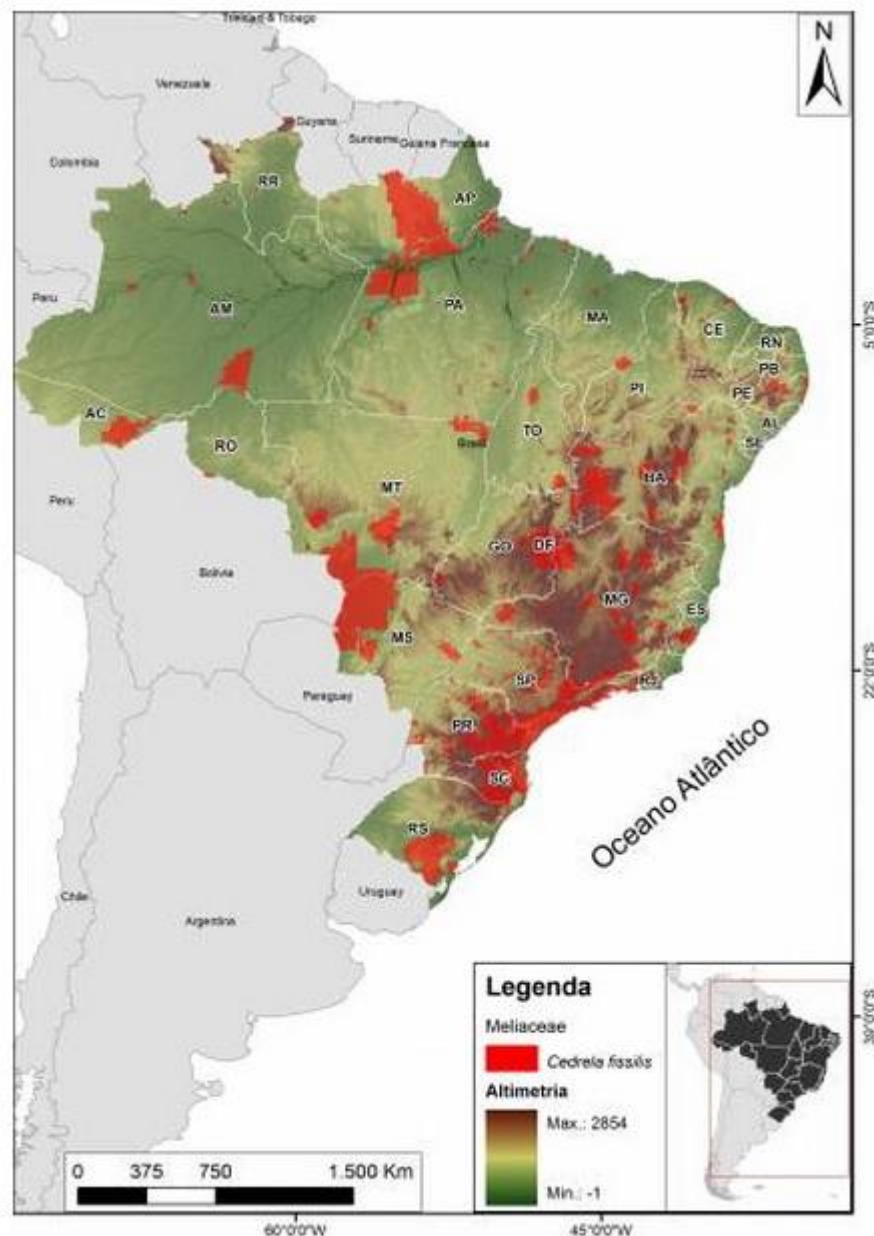 Trinidad & Tobago
N
Venezuela
Guyana
Suriname
Guiana Francesa
Colombia
RR
AP
Peru
AM
PA
MA
CE
RN
PB
PI
PE
AL
SE
AC
RO
TO
Brasil
BA
MT
Peru
GO
DF
Bolivia
MG
ES
MS
SP
RJ
Paraguay
PR
SC
RS
Oceano Atlântico
Chile
Uruguay
Argentina
5°0'0"S
22°0'0"S
39°0'0"S
Legenda
Meliaceae
Cedrela fissilis
Altimetria
Max.: 2854
Min.: -1
0 375 750 1.500 Km
60°0'0"W
45°0'0"W